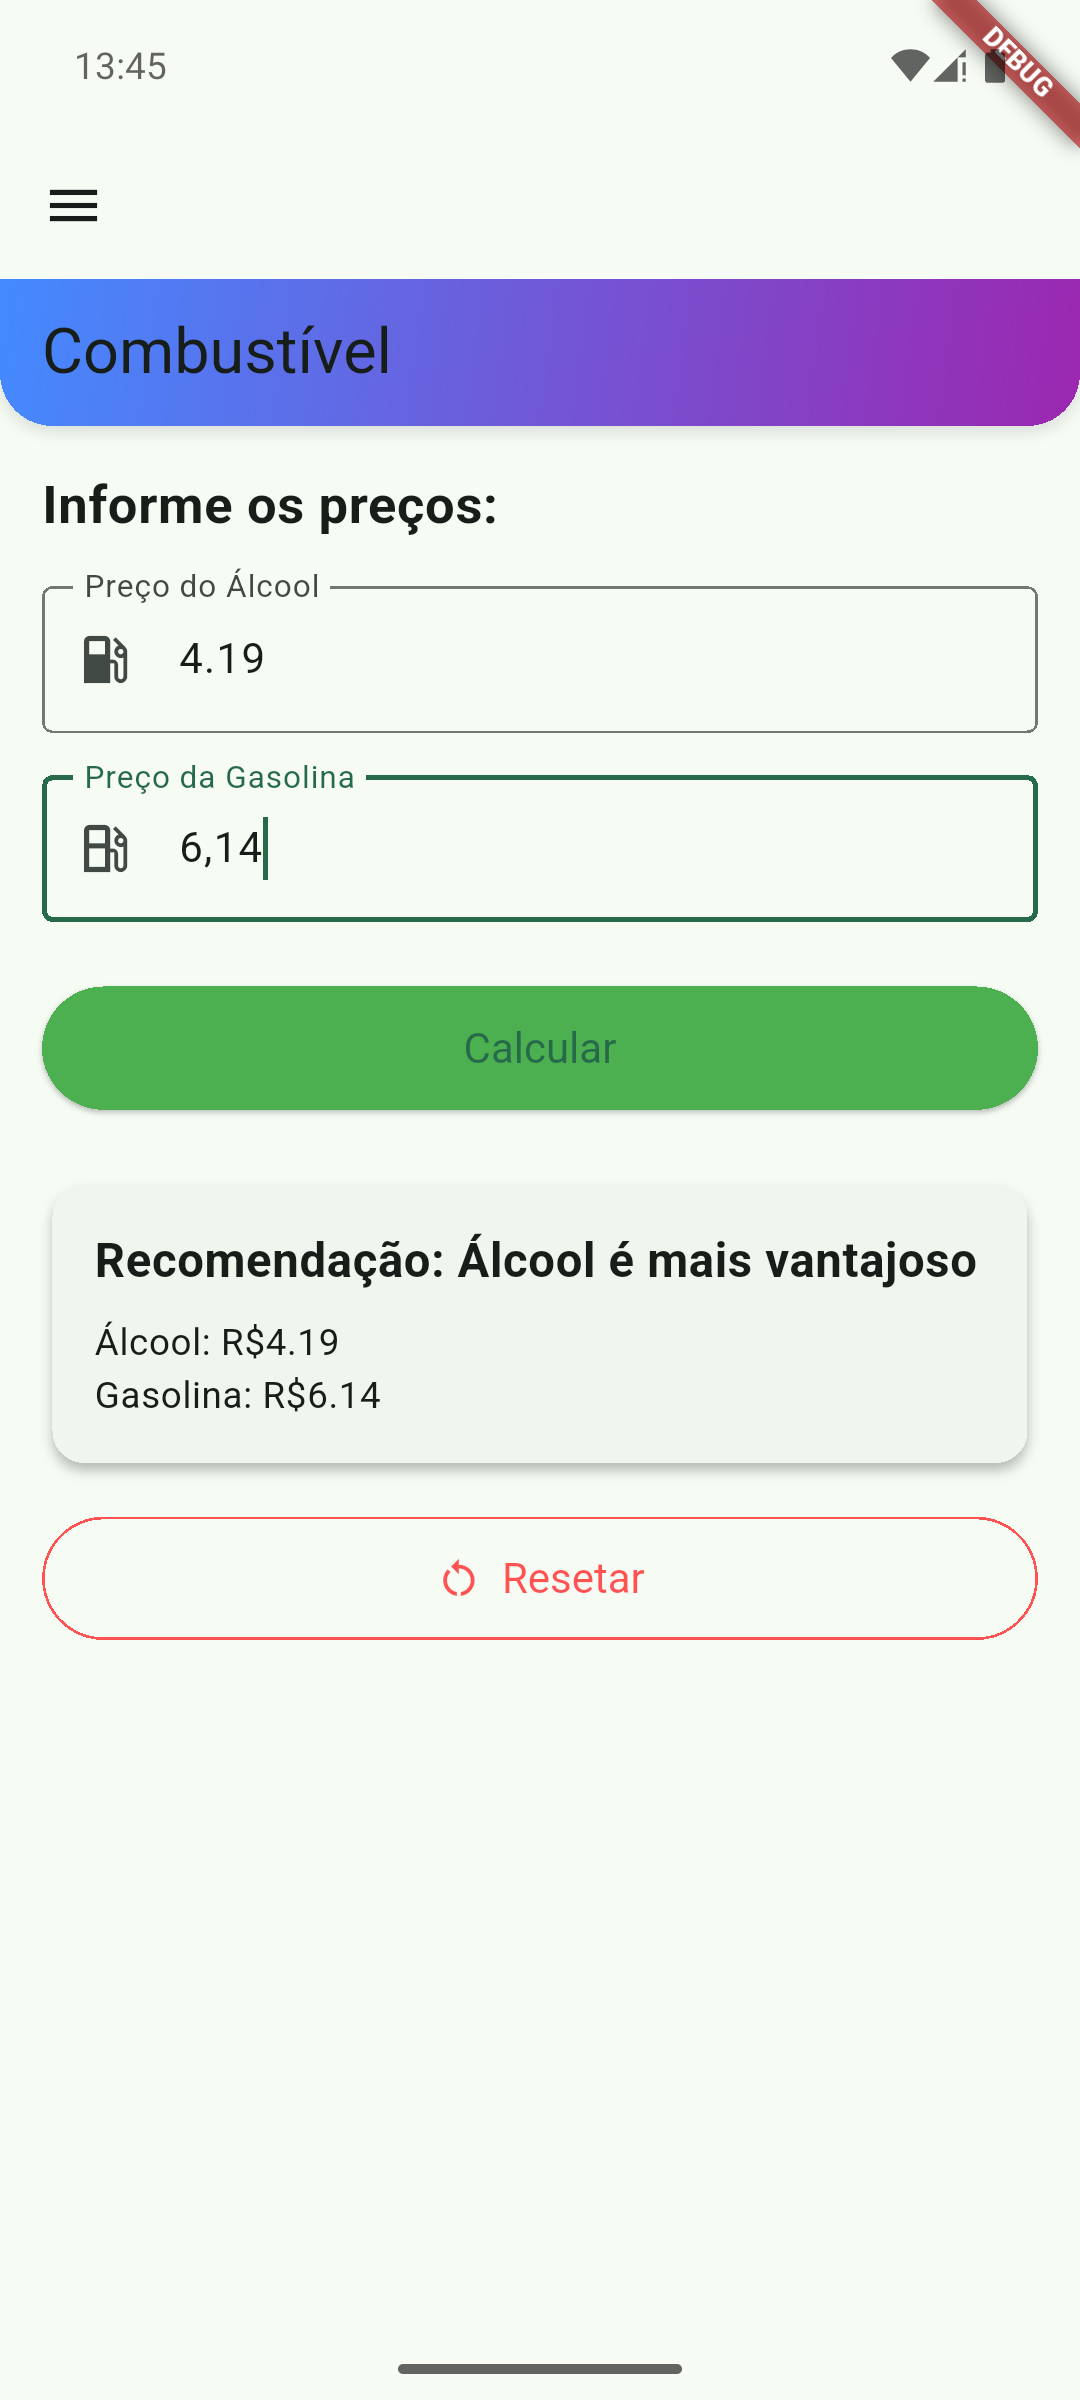 13:45
DEBUG
Combustível
Informe os preços:
Preço do Álcool
4.19
Preço da Gasolina
6,14
Calcular
Recomendação: Álcool é mais vantajoso
Álcool: R$4.19
Gasolina: R$6.14
Resetar